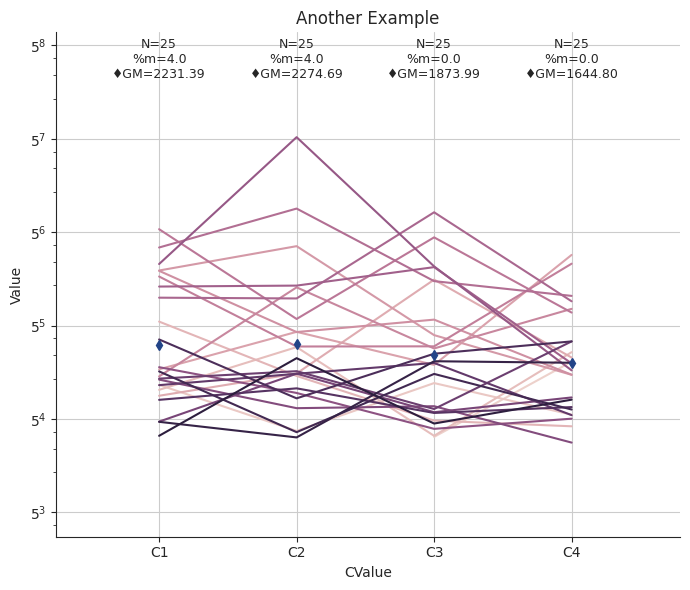 Another Example
N=25 N=25 N=25 N=25
%m=4.0 %m=4.0 %m=0.0 %m=0.0
♦GM=2231.39 ♦GM=2274.69 ♦GM=1873.99 ♦GM=1644.80
5⁸
5⁷
5⁶
5⁵
5⁴
5³
Value
C1 C2 C3 C4
CValue